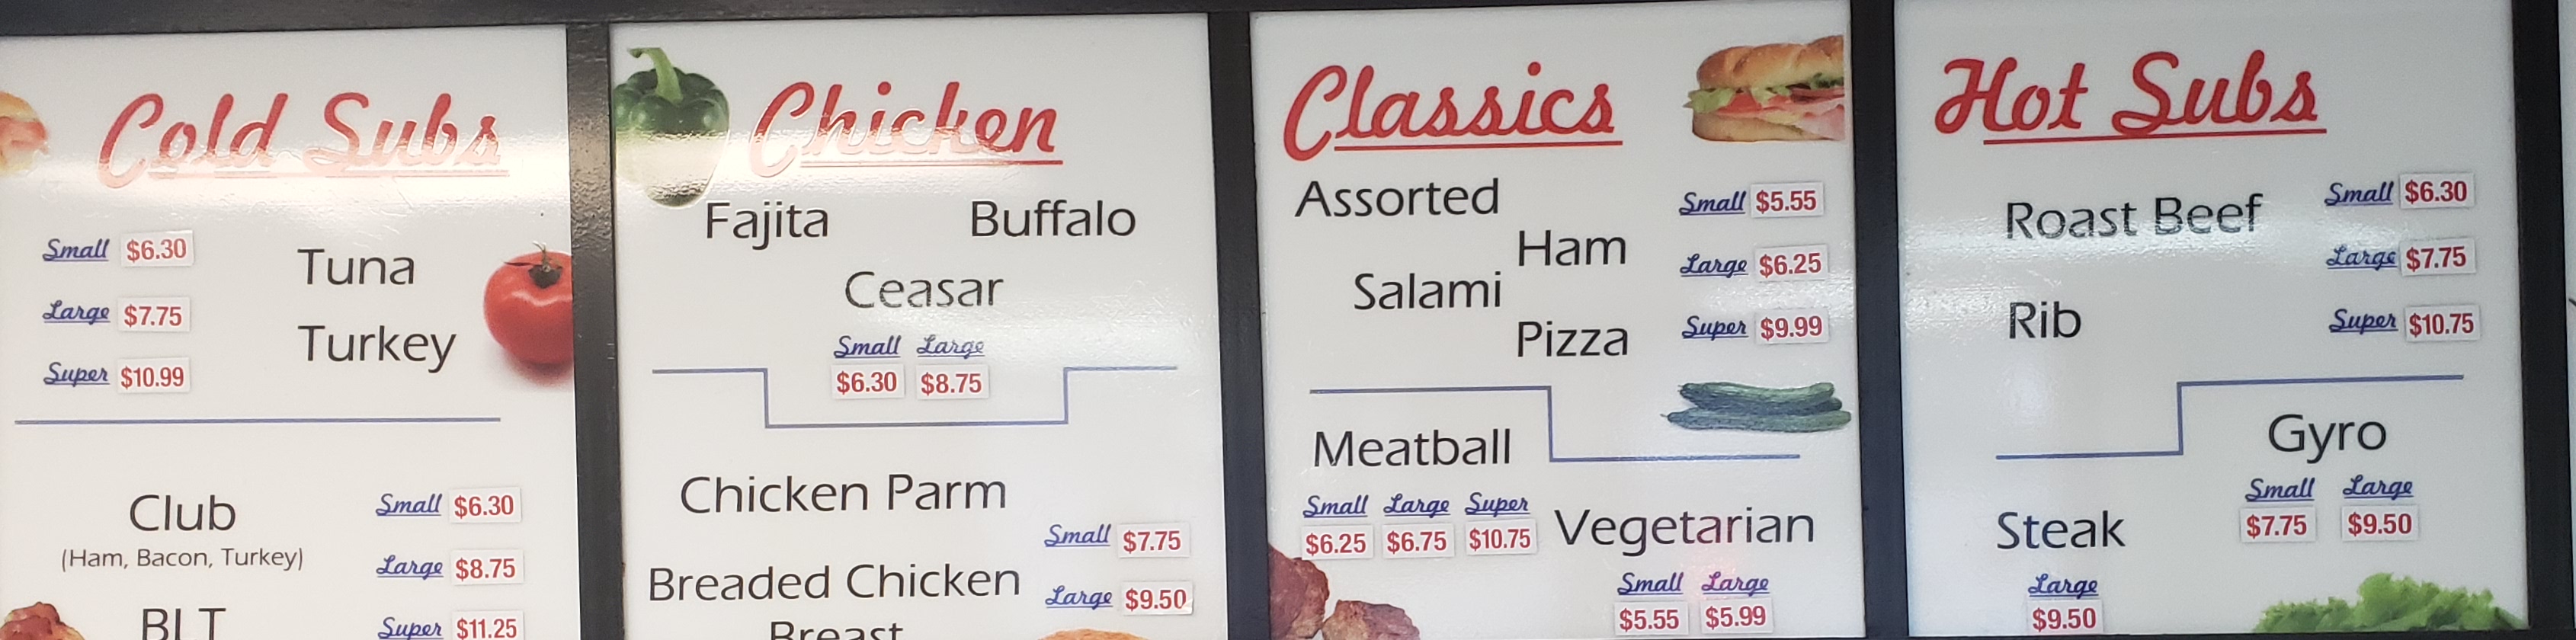 Cold Subs
Small $6.30
Tuna
Large $7.75
Turkey
Super $10.99
Club
(Ham, Bacon, Turkey)
BLT
Small $6.30
Large $8.75
Super $11.25
Chicken
Fajita Buffalo
Ceasar
Small Large
$6.30 $8.75
Chicken Parm
Small $7.75
Breaded Chicken
Breast
Large $9.50
Classics
Assorted
Ham
Salami
Pizza
Small $5.55
Large $6.25
Super $9.99
Meatball
Small Large Super
$6.25 $6.75 $10.75
Vegetarian
Small Large
$5.55 $5.99
Hot Subs
Roast Beef
Rib
Small $6.30
Large $7.75
Super $10.75
Gyro
Small Large
$7.75 $9.50
Steak
Large
$9.50